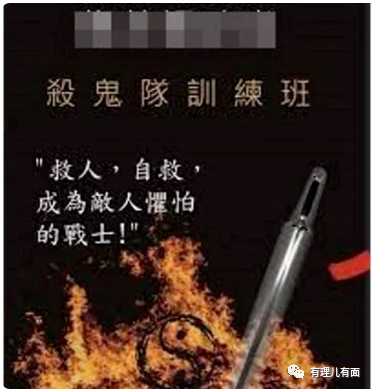 殺鬼隊訓練班
"救人，自救，
成為敵人懼怕
的戰士!"
有理儿有面